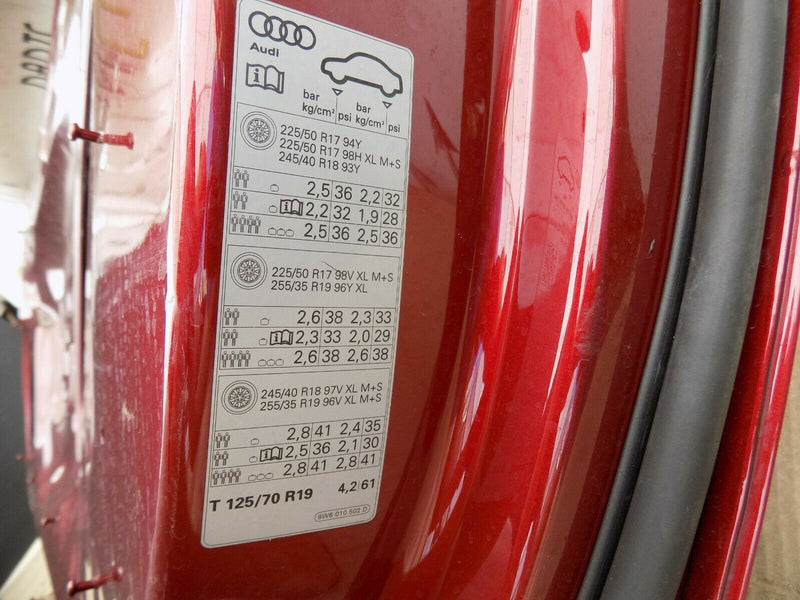 Audi
i
bar kg/cm² psi bar kg/cm² psi
225/50 R17 94Y
225/50 R17 98H XL M+S
245/40 R18 93Y
2,5 36 2,2 32
i 2,2 32 1,9 28
2,5 36 2,5 36
225/50 R17 98V XL M+S
255/35 R19 96Y XL
2,6 38 2,3 33
i 2,3 33 2,0 29
2,6 38 2,6 38
245/40 R18 97V XL M+S
255/35 R19 96V XL M+S
2,8 41 2,4 35
i 2,5 36 2,1 30
2,8 41 2,8 41
T 125/70 R19 4,2 61
8W6 010 502 D